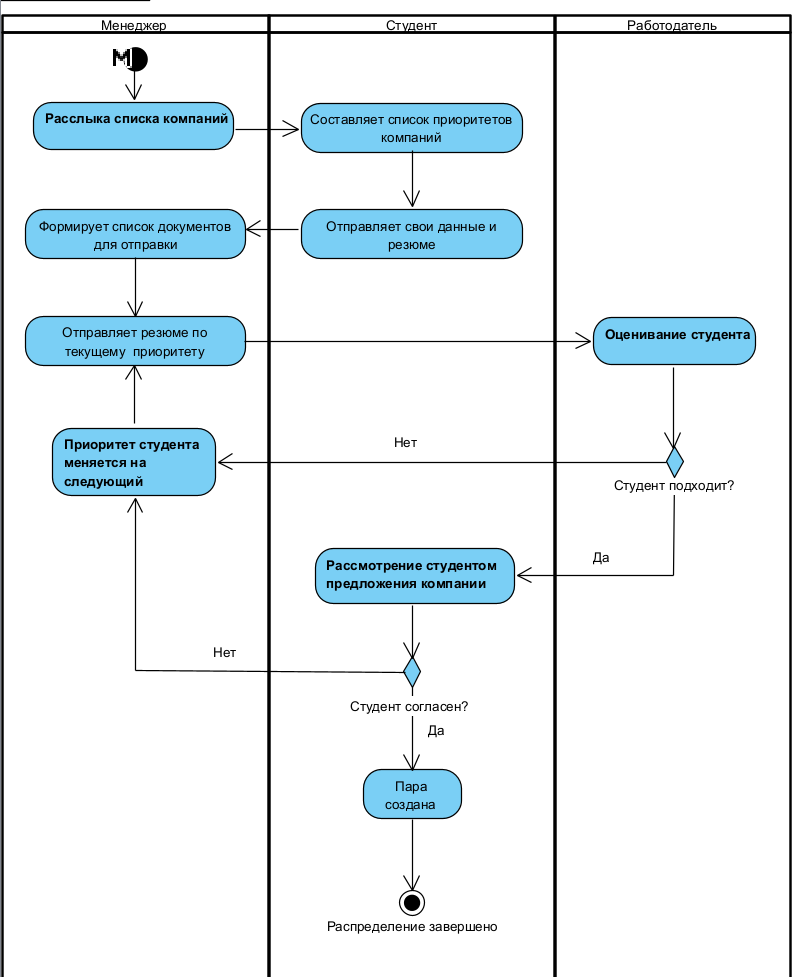 Менеджер
Студент
Работодатель
М
Расслыка списка компаний
Составляет список приоритетов
компаний
Формирует список документов
для отправки
Отправляет свои данные и
резюме
Отправляет резюме по
текущему приоритету
Оценивание студента
Приоритет студента
меняется на
следующий
Нет
Студент подходит?
Рассмотрение студентом
предложения компании
Да
Нет
Студент согласен?
Да
Пара
создана
Распределение завершено